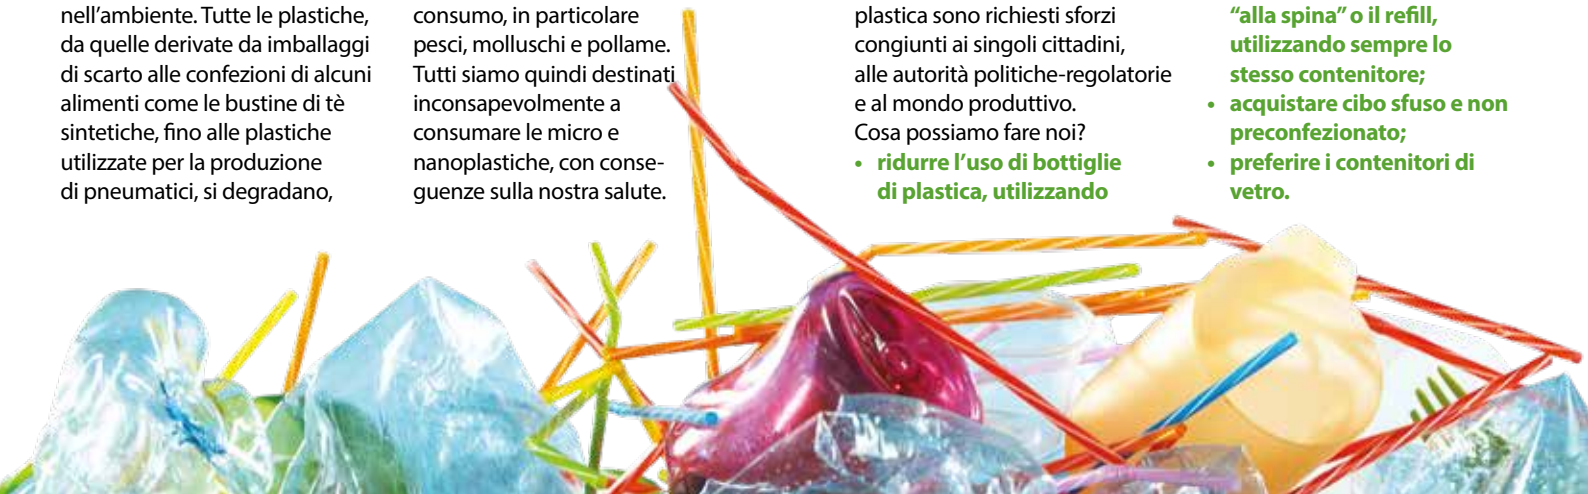 nell’ambiente. Tutte le plastiche,
da quelle derivate da imballaggi
di scarto alle confezioni di alcuni
alimenti come le bustine di tè
sintetiche, fino alle plastiche
utilizzate per la produzione
di pneumatici, si degradano,
consumo, in particolare
pesci, molluschi e pollame.
Tutti siamo quindi destinati
inconsapevolmente a
consumare le micro e
nanoplastiche, con conse-
guenze sulla nostra salute.
plastica sono richiesti sforzi
congiunti ai singoli cittadini,
alle autorità politiche-regolatorie
e al mondo produttivo.
Cosa possiamo fare noi?
• ridurre l’uso di bottiglie
di plastica, utilizzando
“alla spina” o il refill,
utilizzando sempre lo
stesso contenitore;
• acquistare cibo sfuso e non
preconfezionato;
• preferire i contenitori di
vetro.